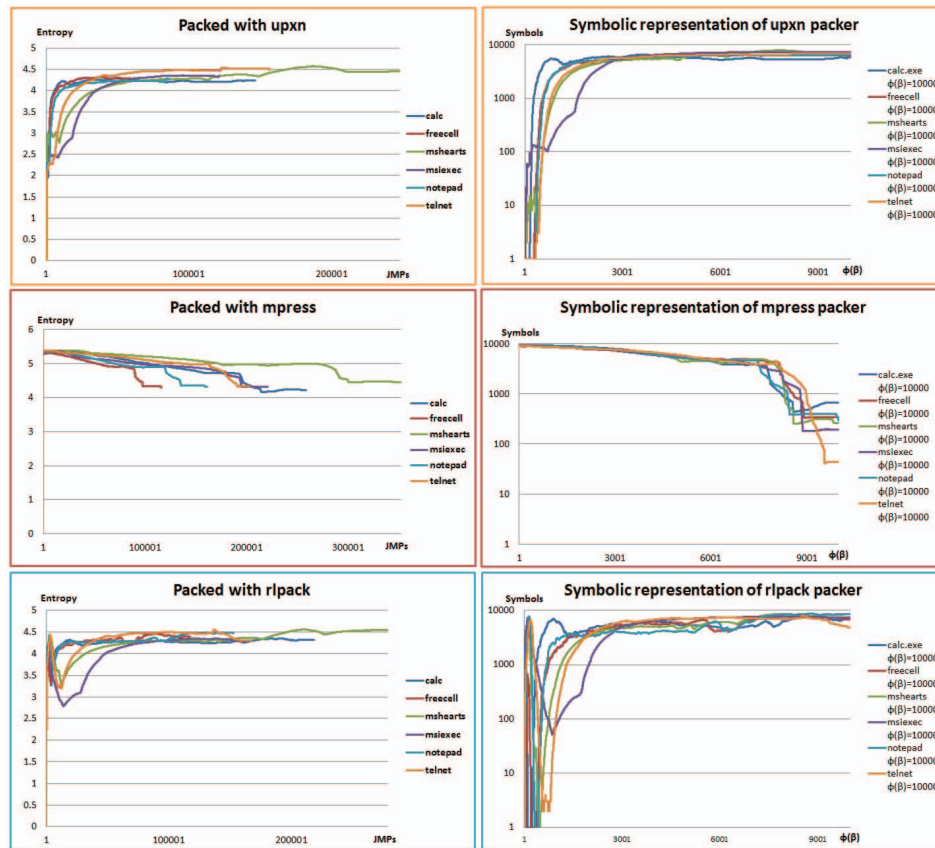 Packed with upxn
Entropy
5
4.5
4
3.5
3
2.5
2
1.5
1
0.5
0
1
100001
200001
JMPs
calc
freecell
mshearts
msiexec
notepad
telnet
Symbolic representation of upxn packer
Symbols
10000
1000
100
10
1
1
3001
6001
9001
ϕ(β)
calc.exe
ϕ(β)=10000
freecell
ϕ(β)=10000
mshearts
ϕ(β)=10000
msiexec
ϕ(β)=10000
notepad
ϕ(β)=10000
telnet
ϕ(β)=10000
Packed with mpress
Entropy
6
5
4
3
2
1
0
1
100001
200001
300001
JMPs
calc
freecell
mshearts
msiexec
notepad
telnet
Symbolic representation of mpress packer
Symbols
10000
1000
100
10
1
1
3001
6001
9001
ϕ(β)
calc.exe
ϕ(β)=10000
freecell
ϕ(β)=10000
mshearts
ϕ(β)=10000
msiexec
ϕ(β)=10000
notepad
ϕ(β)=10000
telnet
ϕ(β)=10000
Packed with rlpack
Entropy
5
4.5
4
3.5
3
2.5
2
1.5
1
0.5
0
1
100001
200001
JMPs
calc
freecell
mshearts
msiexec
notepad
telnet
Symbolic representation of rlpack packer
Symbols
10000
1000
100
10
1
1
3001
6001
9001
ϕ(β)
calc.exe
ϕ(β)=10000
freecell
ϕ(β)=10000
mshearts
ϕ(β)=10000
msiexec
ϕ(β)=10000
notepad
ϕ(β)=10000
telnet
ϕ(β)=10000